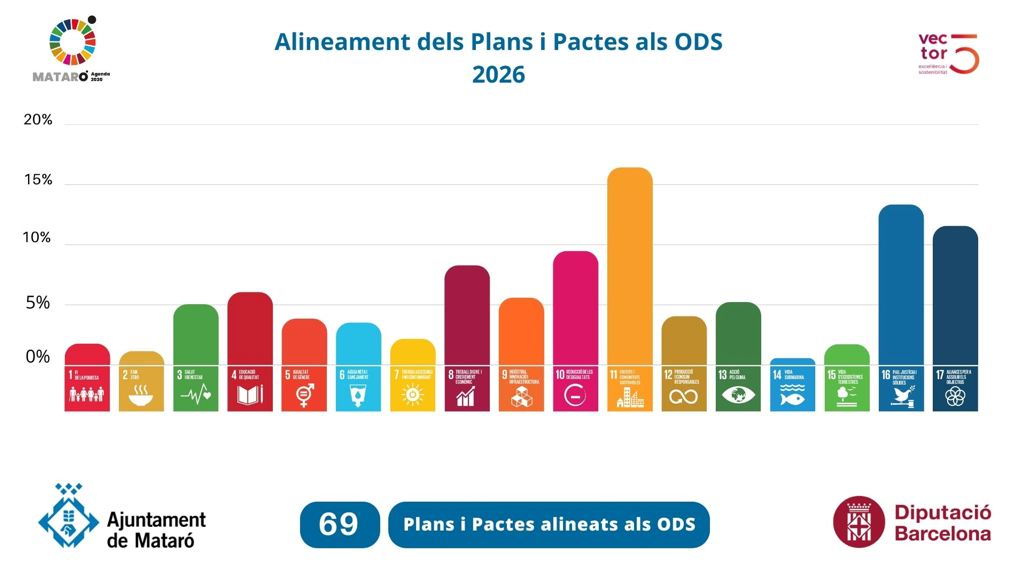 Alineament dels Plans i Pactes als ODS
2026
MATARÓ Agenda
2030
vec
tor 5
excel·lència i
sostenibilitat
20%
15%
10%
5%
0%
1 FI
DE LA POBRESA
2 FAM
ZERO
3 SALUT I
BENESTAR
4 EDUCACIÓ
DE QUALITAT
5 IGUALTAT
DE GÈNERE
6 AIGUA NETA I
SANEJAMENT
7
8 TREBALL DIGNE I
CREIXEMENT
ECONÒMIC
9 INDÚSTRIA,
INNOVACIÓ I
INFRAESTRUCTURA
10 REDUCCIÓ DE LES
DESIGUALTATS
11 CIUTATS I
COMUNITATS
SOSTENIBLES
12 PRODUCCIÓ
I CONSUM
RESPONSABLES
13 ACCIÓ
PEL CLIMA
14 VIDA
SUBMARINA
15 VIDA
D'ECOSISTEMES
TERRESTRES
16 PAU, JUSTÍCIA I
INSTITUCIONS
SÒLIDES
17 ALIANCES PER A
ASSOLIR ELS
OBJECTIUS
Ajuntament
de Mataró
69
Plans i Pactes alineats als ODS
Diputació
Barcelona